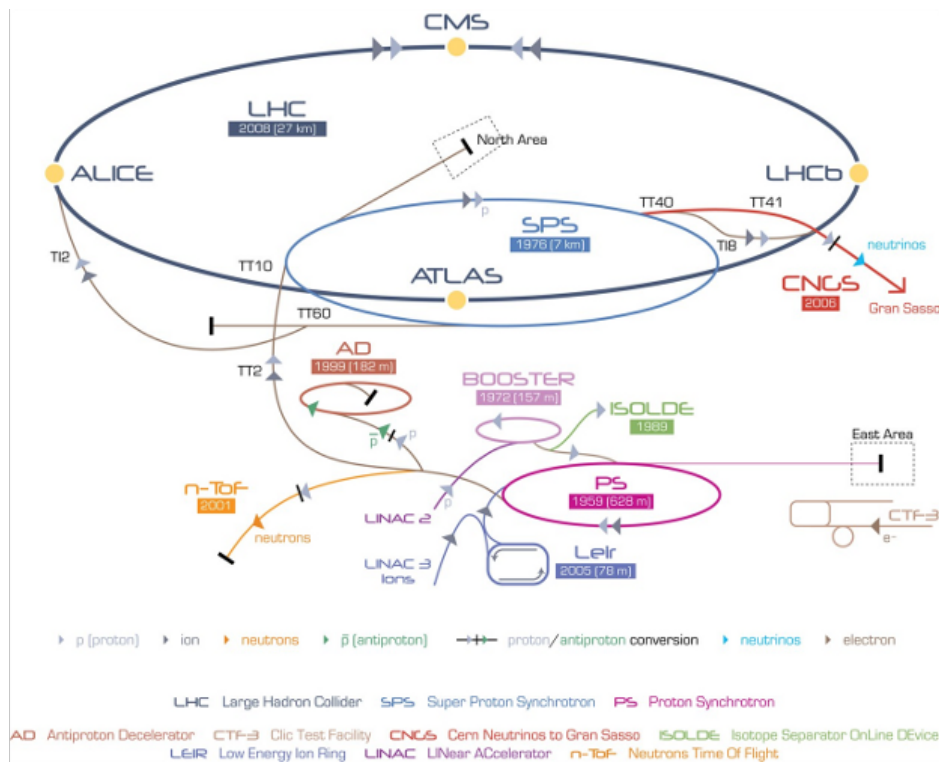 CMS
LHC
2008 (27 km)
North Area
ALICE
LHCb
TT40
TT41
SPS
1976 (7 km)
p
TI8
TI2
TT10
neutrinos
ATLAS
CNGS
2006
Gran Sasso
TT60
AD
1999 (182 m)
TT2
BOOSTER
1972 (157 m)
ISOLDE
1989
p̄
p
East Area
n-ToF
2001
PS
1959 (628 m)
p
LINAC 2
CTF-3
e-
neutrons
LINAC 3
Ions
Leir
2005 (78 m)
p (proton) ion neutrons p̄ (antiproton) proton/antiproton conversion neutrinos electron
LHC Large Hadron Collider SPS Super Proton Synchrotron PS Proton Synchrotron
AD Antiproton Decelerator CTF-3 Clic Test Facility CNGS Cern Neutrinos to Gran Sasso ISOLDE Isotope Separator OnLine DEvice
LEIR Low Energy Ion Ring LINAC LINear ACcelerator n-ToF Neutrons Time Of Flight